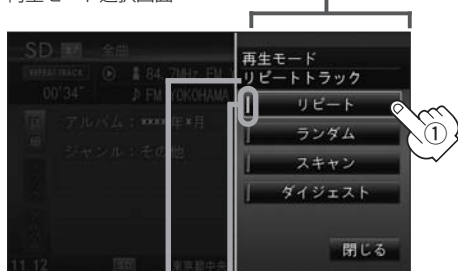 再生モード選択画面
SD 全曲
REPEAT TRACK 84.7MHz FM
00'34" FM YOKOHAMA
アルバム：****年*月
ジャンル：その他
再生モード
リピートトラック
リピート
ランダム
スキャン
ダイジェスト
閉じる
①
11:12